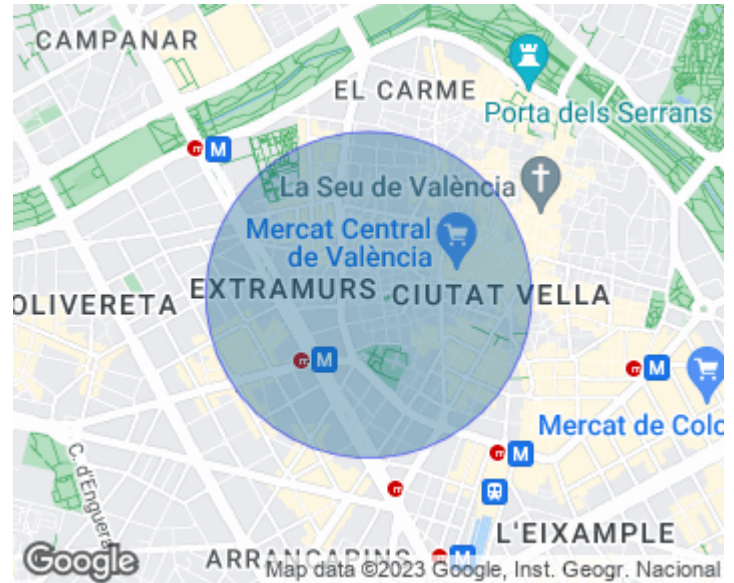 CAMPANAR
EL CARME
Porta dels Serrans
M
La Seu de València
Mercat Central
de València
EXTRAMURS
CIUTAT VELLA
OLIVERETA
M
M
Mercat de Colo
C. d'Enguera
M
L'EIXAMPLE
ARRANCAPINS
M
Google
Map data ©2023 Google, Inst. Geogr. Nacional